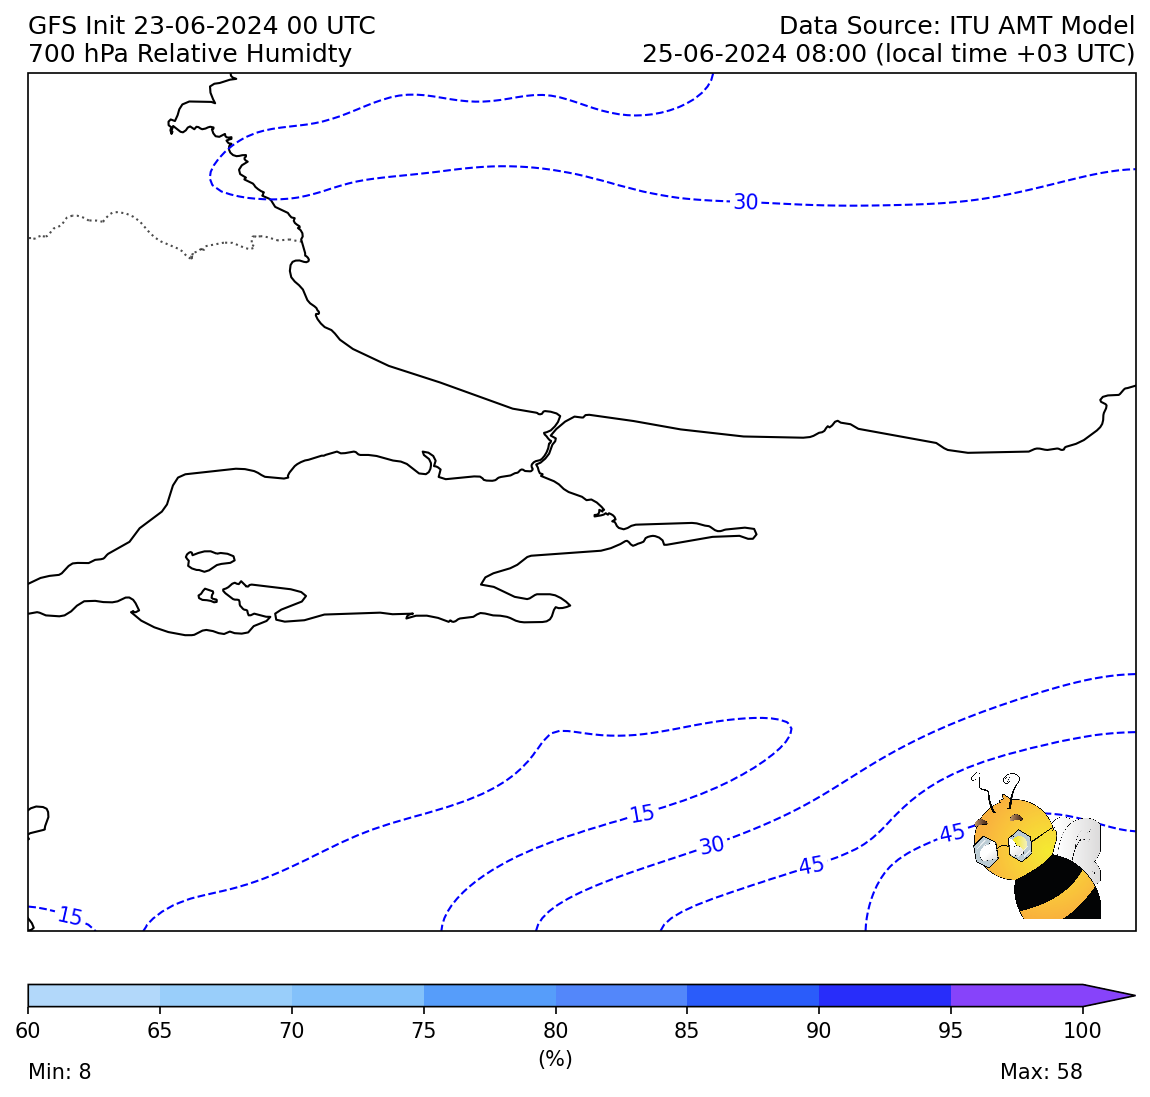 GFS Init 23-06-2024 00 UTC
Data Source: ITU AMT Model
700 hPa Relative Humidty
25-06-2024 08:00 (local time +03 UTC)
30
15
30
45
45
15
60 65 70 75 80 85 90 95 100
(%)
Min: 8
Max: 58